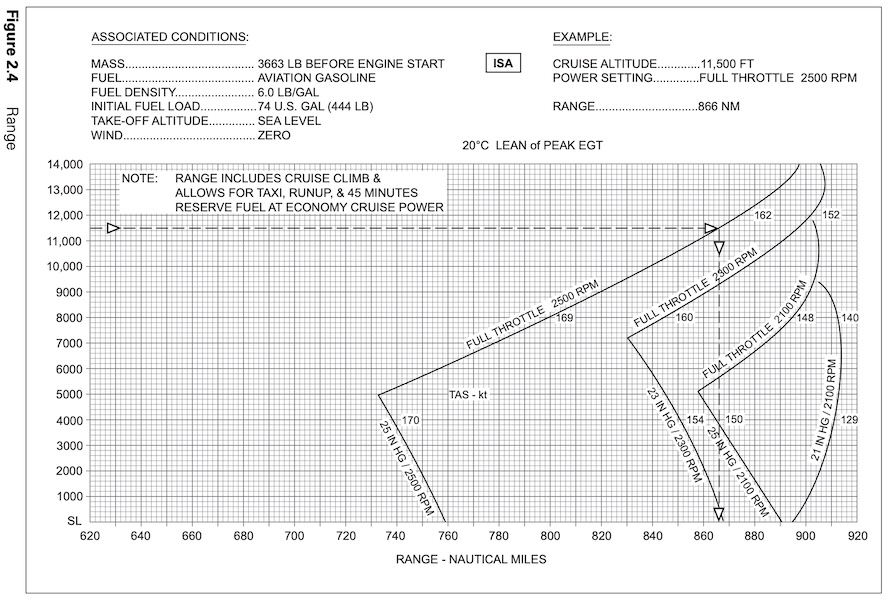 Figure 2.4 Range
ASSOCIATED CONDITIONS:
MASS.................................... 3663 LB BEFORE ENGINE START
FUEL..................................... AVIATION GASOLINE
FUEL DENSITY...................... 6.0 LB/GAL
INITIAL FUEL LOAD................ 74 U.S. GAL (444 LB)
TAKE-OFF ALTITUDE............. SEA LEVEL
WIND..................................... ZERO
ISA
EXAMPLE:
CRUISE ALTITUDE............11,500 FT
POWER SETTING.............FULL THROTTLE 2500 RPM
RANGE.............................866 NM
20°C LEAN of PEAK EGT
NOTE: RANGE INCLUDES CRUISE CLIMB &
ALLOWS FOR TAXI, RUNUP, & 45 MINUTES
RESERVE FUEL AT ECONOMY CRUISE POWER
14,000
13,000
12,000
11,000
10,000
9000
8000
7000
6000
5000
4000
3000
2000
1000
SL
162
152
FULL THROTTLE 2500 RPM
169
FULL THROTTLE 2300 RPM
160
FULL THROTTLE 2100 RPM
148
140
TAS - kt
170
25 IN HG / 2500 RPM
23 IN HG / 2300 RPM
154
150
25 IN HG / 2100 RPM
21 IN HG / 2100 RPM
129
620 640 660 680 700 720 740 760 780 800 820 840 860 880 900 920
RANGE - NAUTICAL MILES